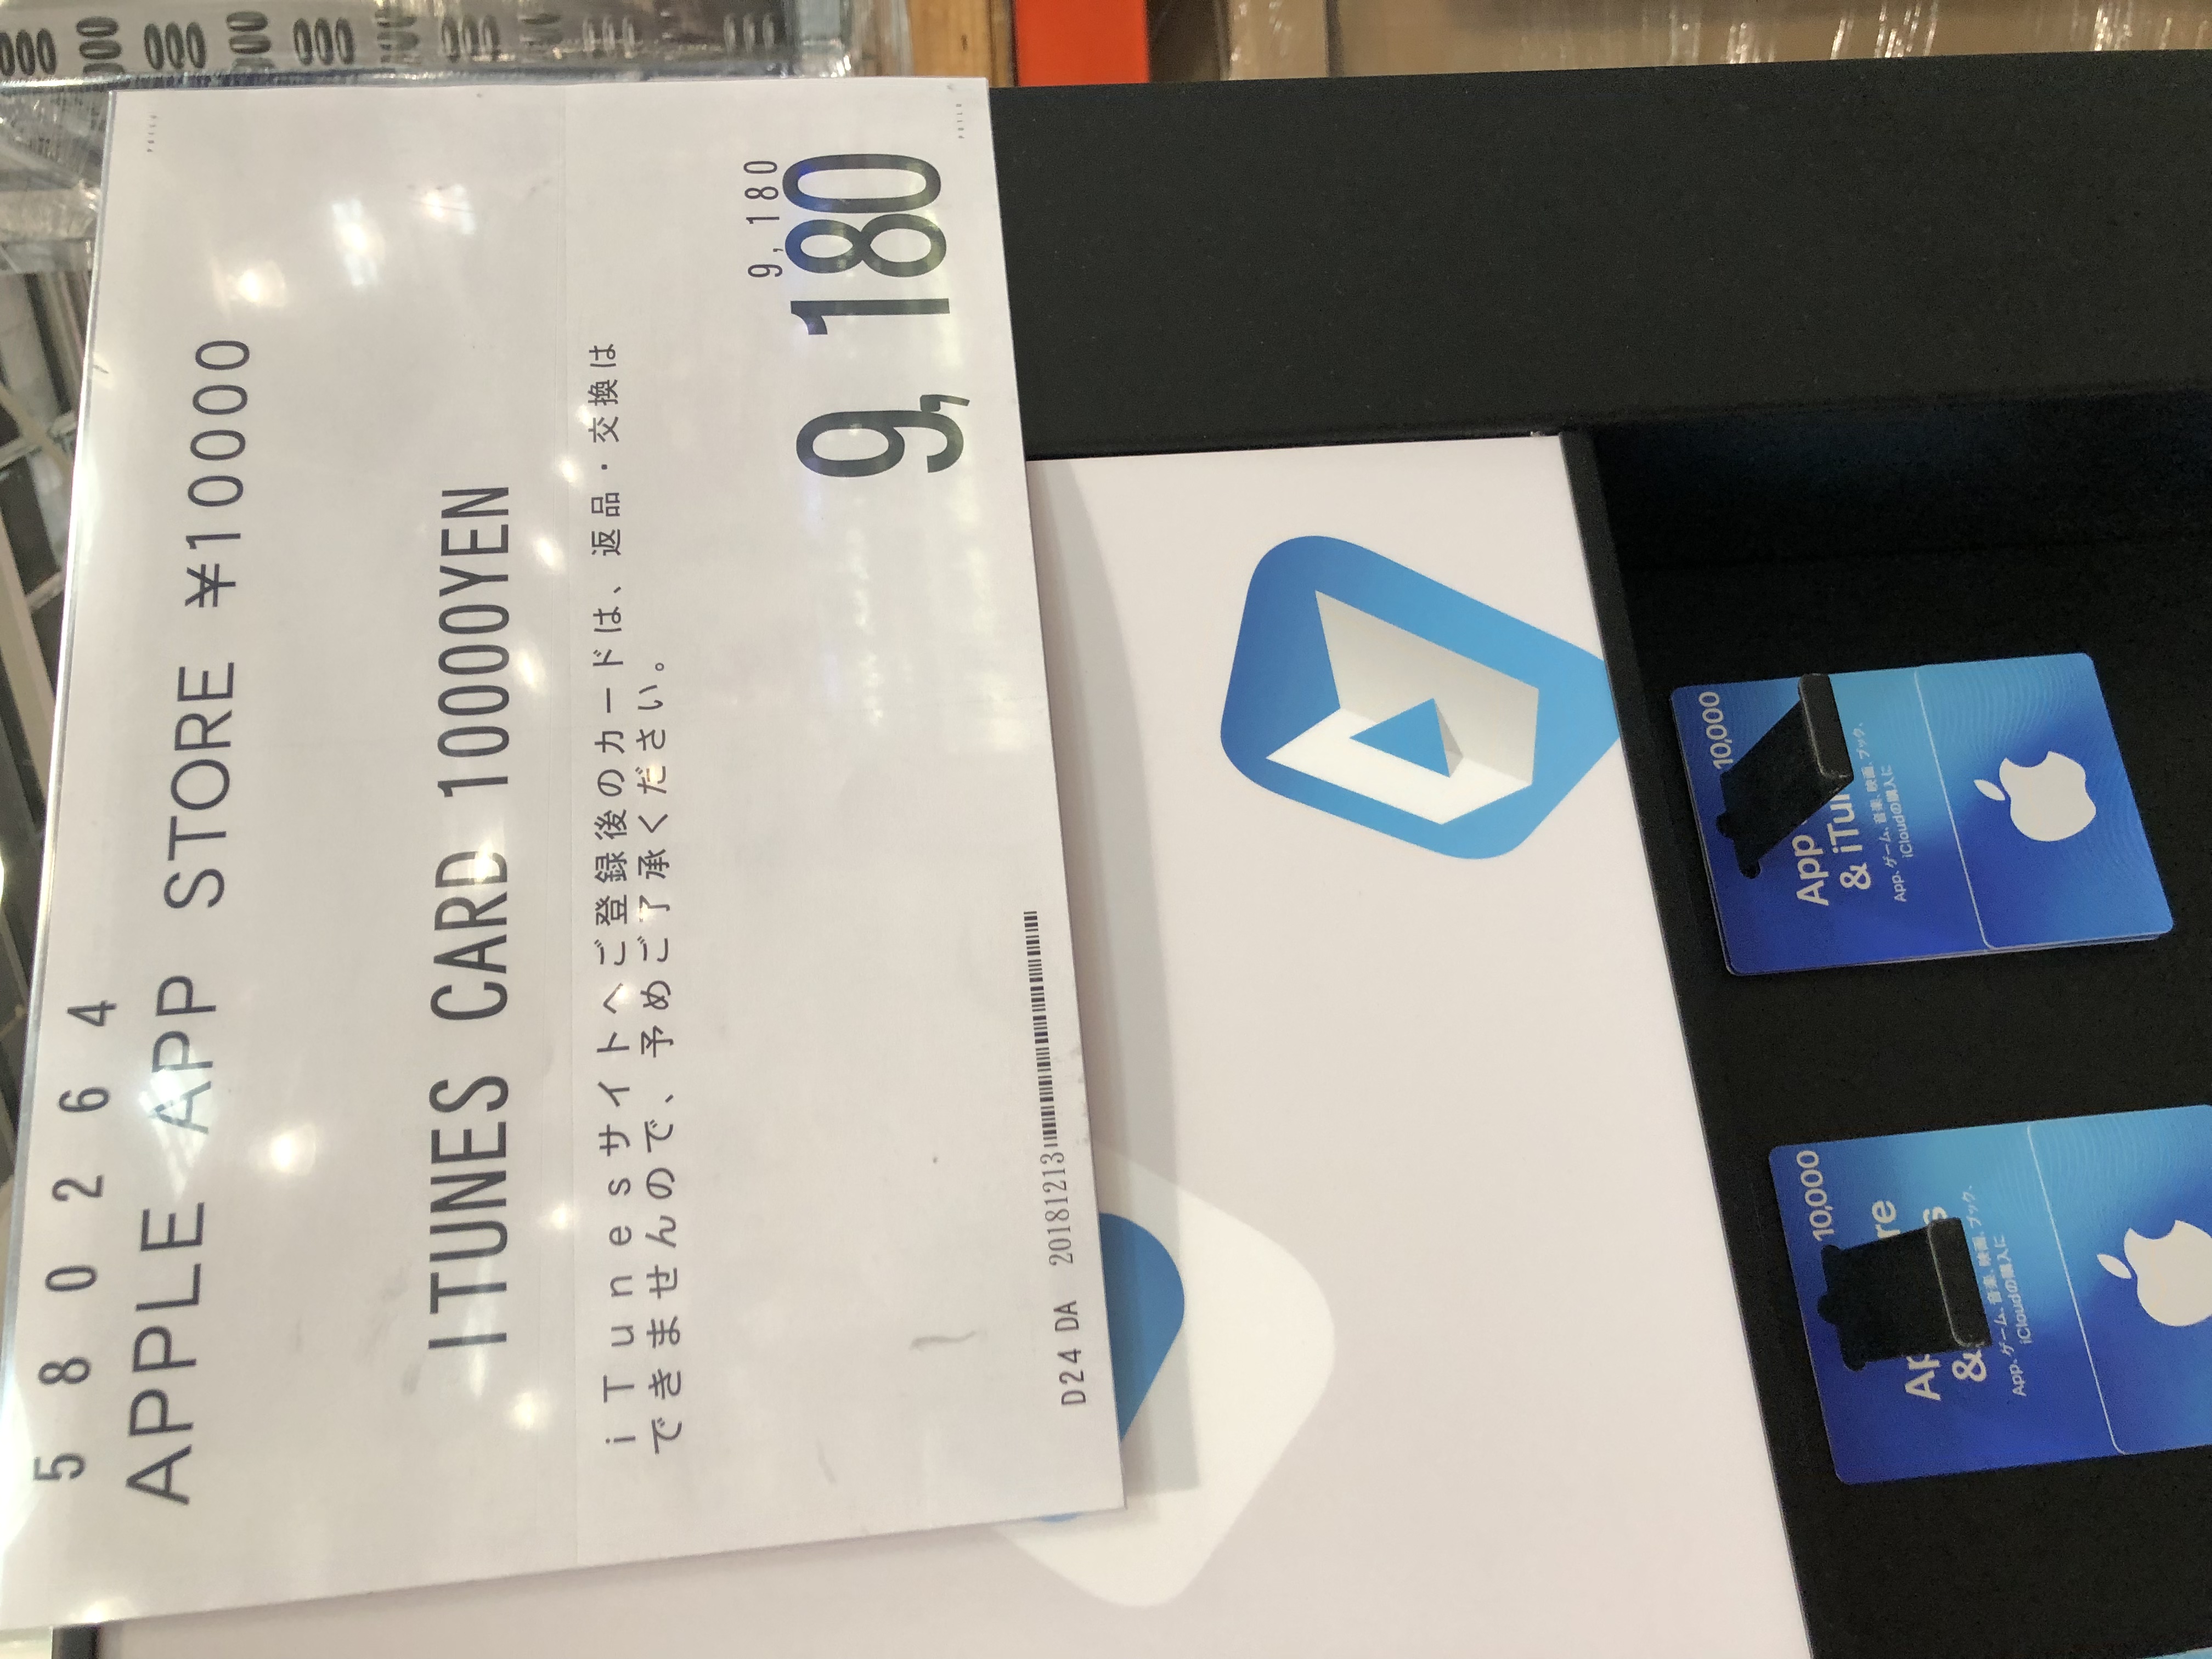 580264
APPLE APP STORE ¥10000
ITUNES CARD 10000YEN
iTunesサイトへご登録後のカードは、返品・交換は
できませんので、予めご了承ください。
9,180
9,180
D24 DA 20181213
10,000
App
& iTu
App、ゲーム、音楽、映画、ブック、
iCloudの購入に
10,000
Ap re
& s
App、ゲーム、音楽、映画、ブック、
iCloudの購入に